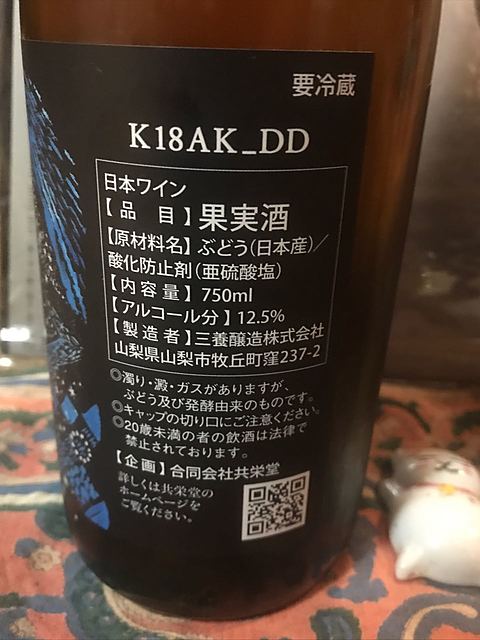 要冷蔵
K18AK_DD
日本ワイン
【品　目】果実酒
【原材料名】ぶどう(日本産)／
酸化防止剤(亜硫酸塩)
【内容量】750ml
【アルコール分】12.5%
【製造者】三養醸造株式会社
山梨県山梨市牧丘町窪237-2
◎濁り・澱・ガスがありますが、
ぶどう及び発酵由来のものです。
◎キャップの切り口にご注意ください。
◎20歳未満の者の飲酒は法律で
禁止されております。
【企画】合同会社共栄堂
詳しくは共栄堂の
ホームページを
ご覧ください。